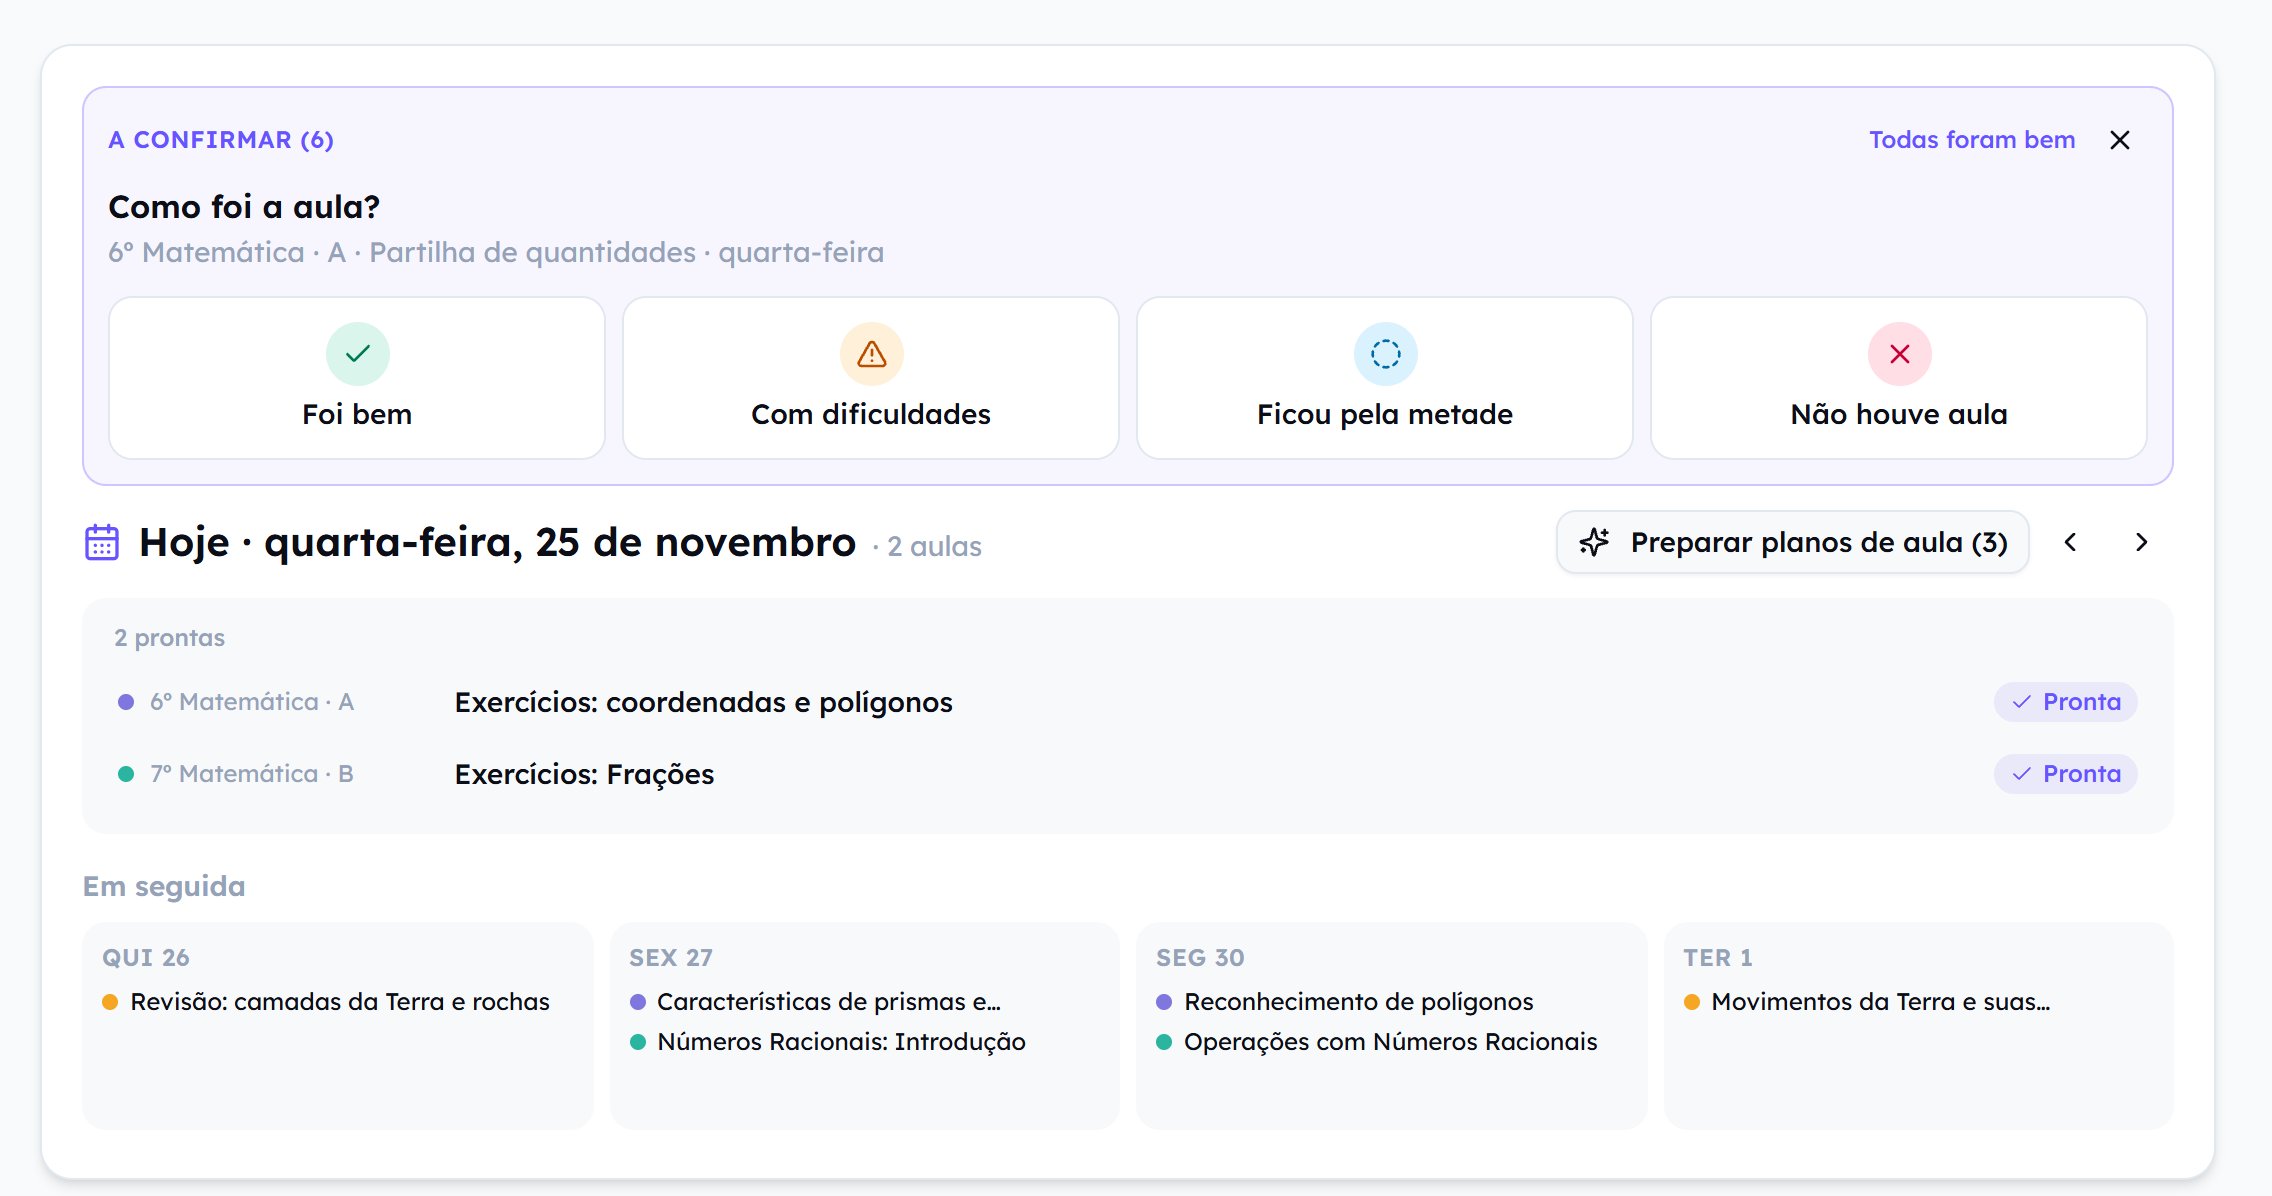 A CONFIRMAR (6)
Todas foram bem
Como foi a aula?
6º Matemática · A · Partilha de quantidades · quarta-feira
Foi bem
Com dificuldades
Ficou pela metade
Não houve aula
Hoje · quarta-feira, 25 de novembro · 2 aulas
Preparar planos de aula (3)
2 prontas
6º Matemática · A
Exercícios: coordenadas e polígonos
Pronta
7º Matemática · B
Exercícios: Frações
Pronta
Em seguida
QUI 26
Revisão: camadas da Terra e rochas
SEX 27
Características de prismas e...
Números Racionais: Introdução
SEG 30
Reconhecimento de polígonos
Operações com Números Racionais
TER 1
Movimentos da Terra e suas...